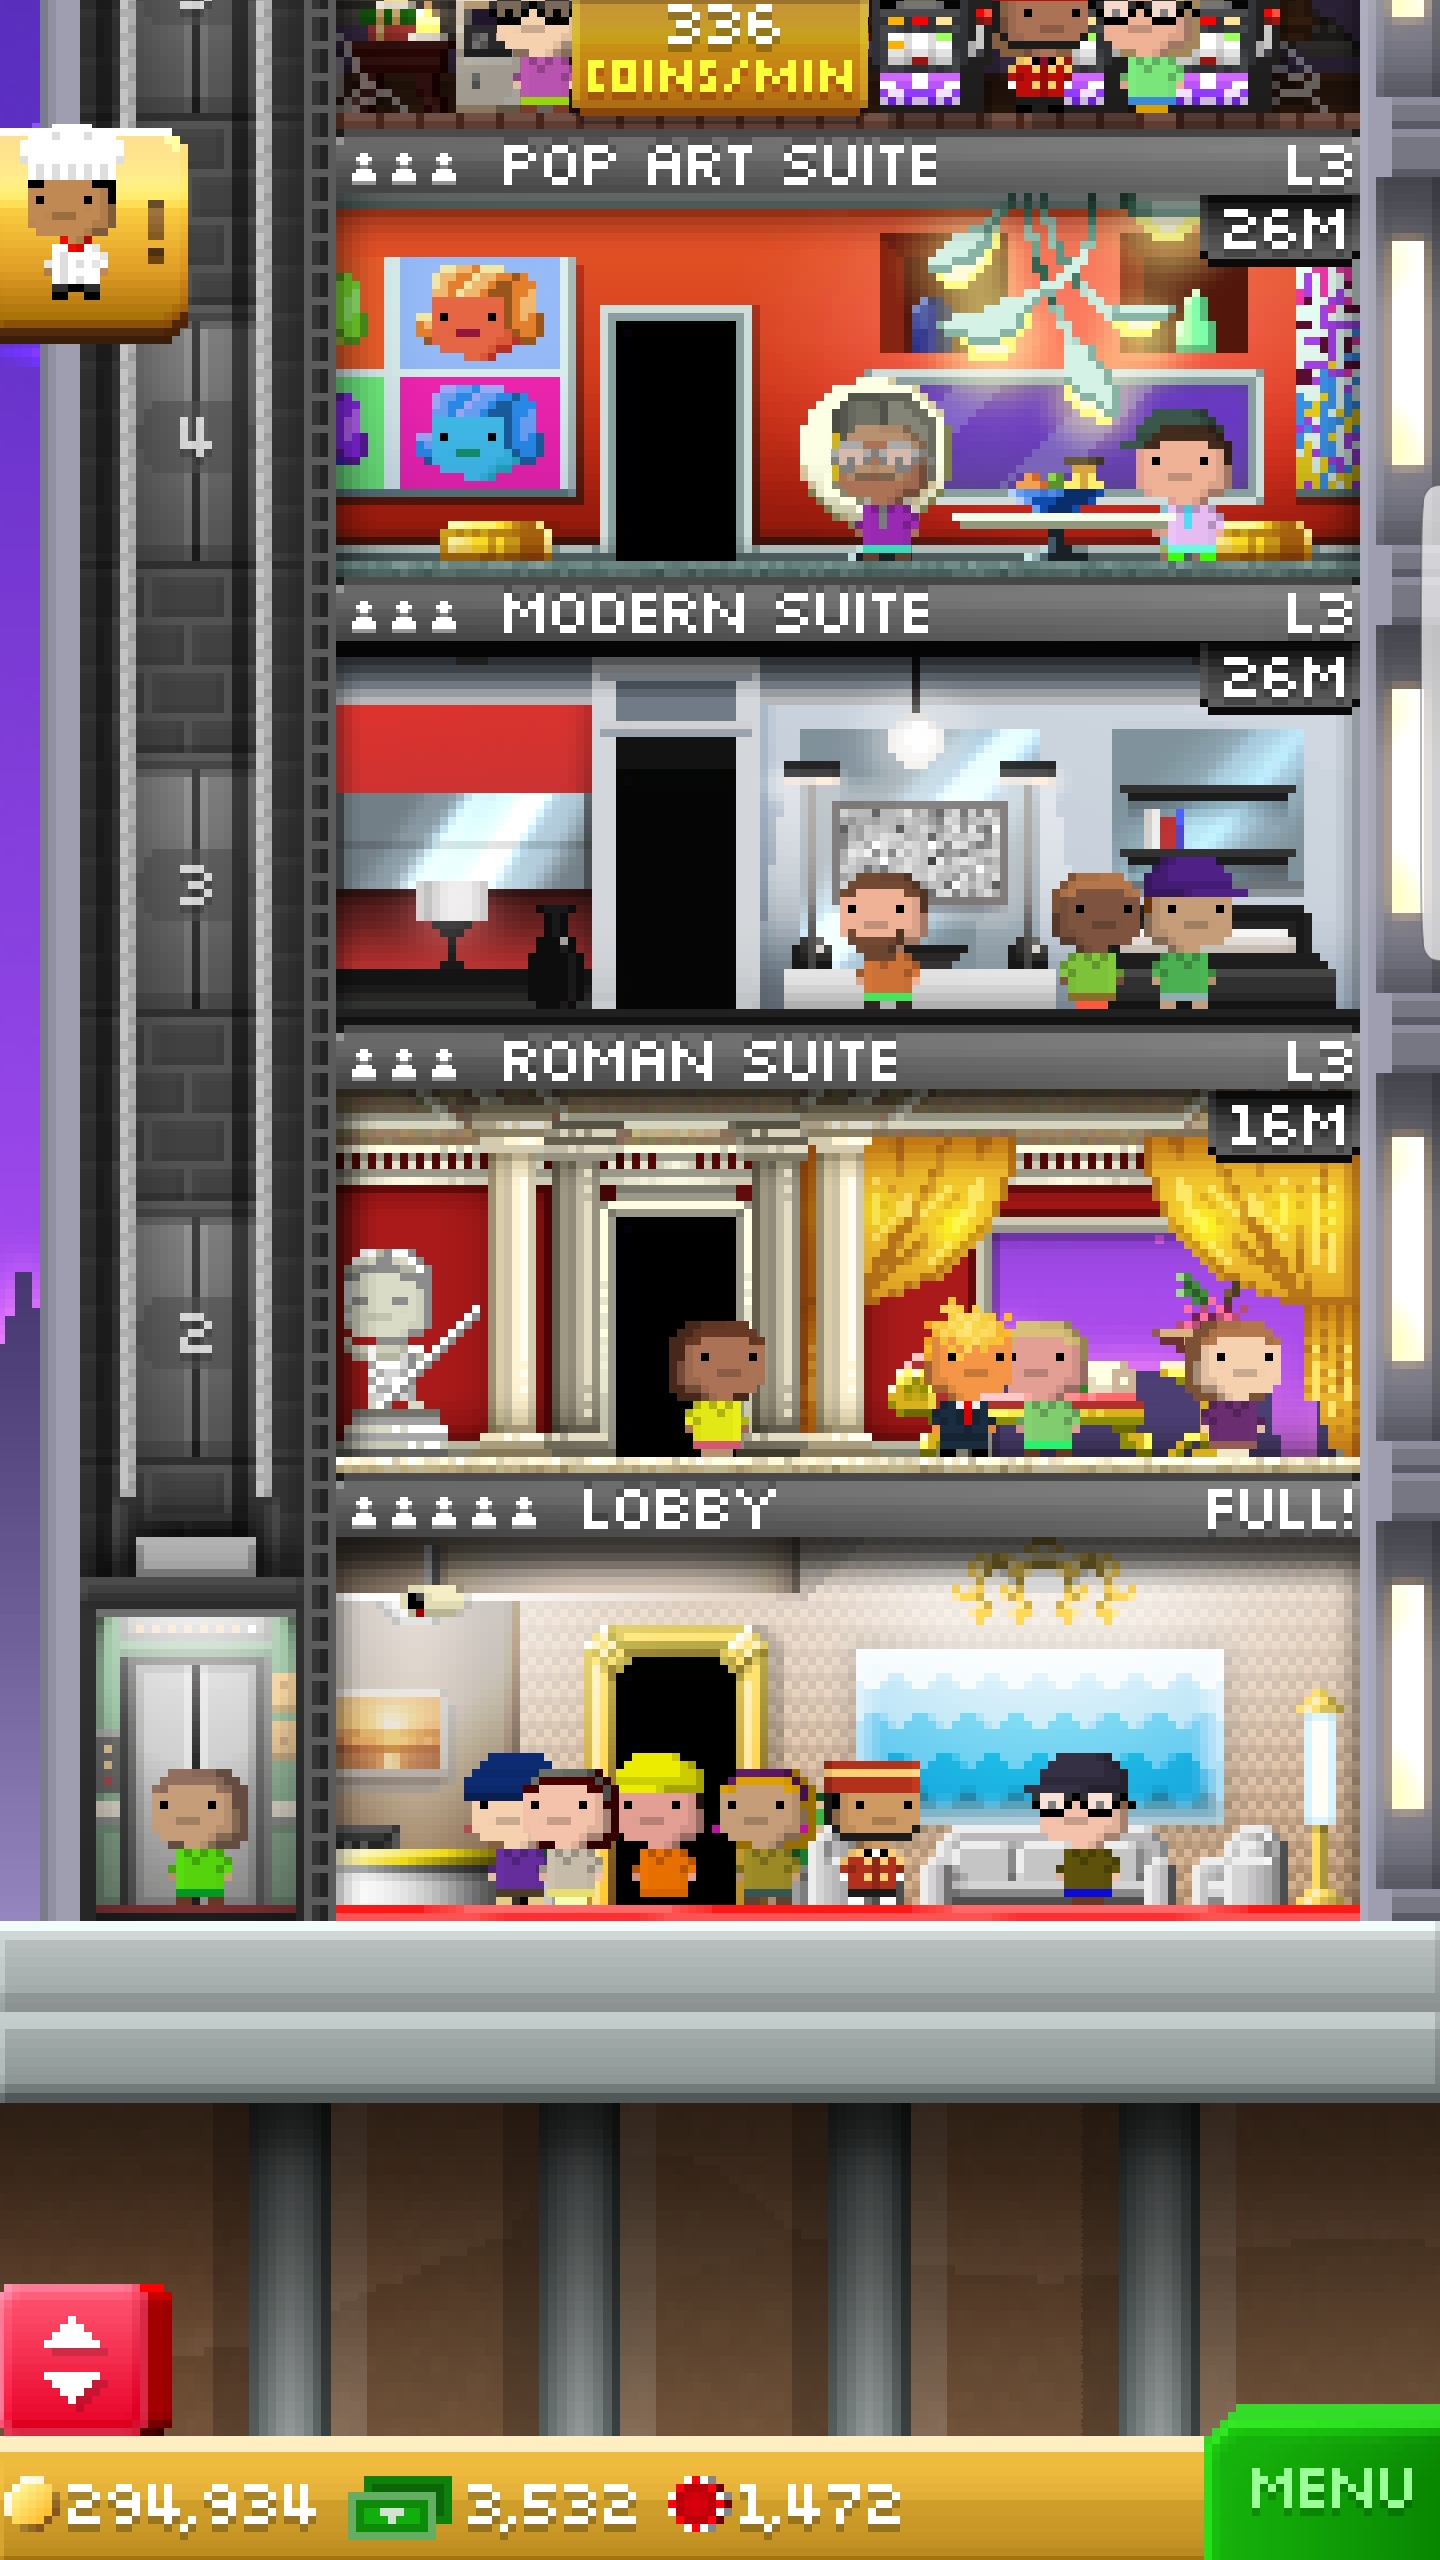 336
COINS/MIN
POP ART SUITE L3
26M
!
4
MODERN SUITE L3
26M
3
ROMAN SUITE L3
16M
2
LOBBY FULL!
294,934 3,532 1,472
MENU